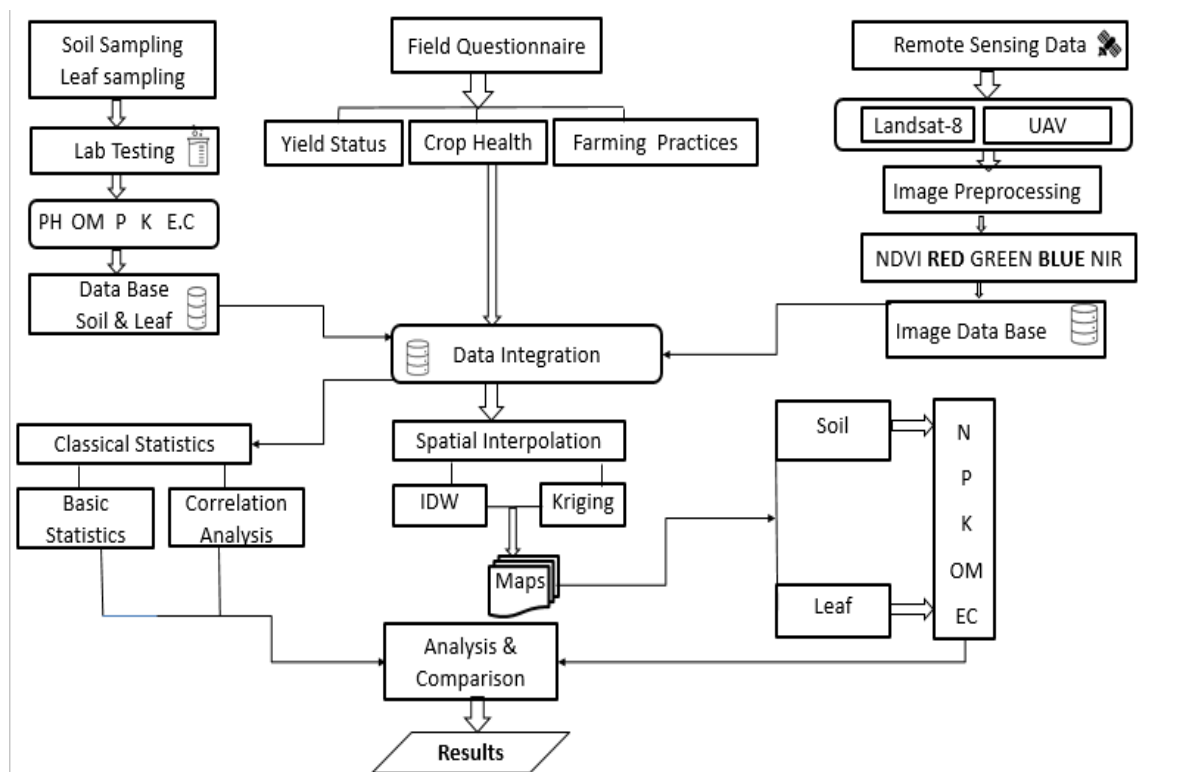 Soil Sampling
Leaf sampling
Lab Testing
PH OM P K E.C
Data Base
Soil & Leaf
Field Questionnaire
Yield Status
Crop Health
Farming Practices
Remote Sensing Data
Landsat-8
UAV
Image Preprocessing
NDVI RED GREEN BLUE NIR
Image Data Base
Data Integration
Classical Statistics
Basic
Statistics
Correlation
Analysis
Spatial Interpolation
IDW
Kriging
Maps
Soil
Leaf
N
P
K
OM
EC
Analysis &
Comparison
Results